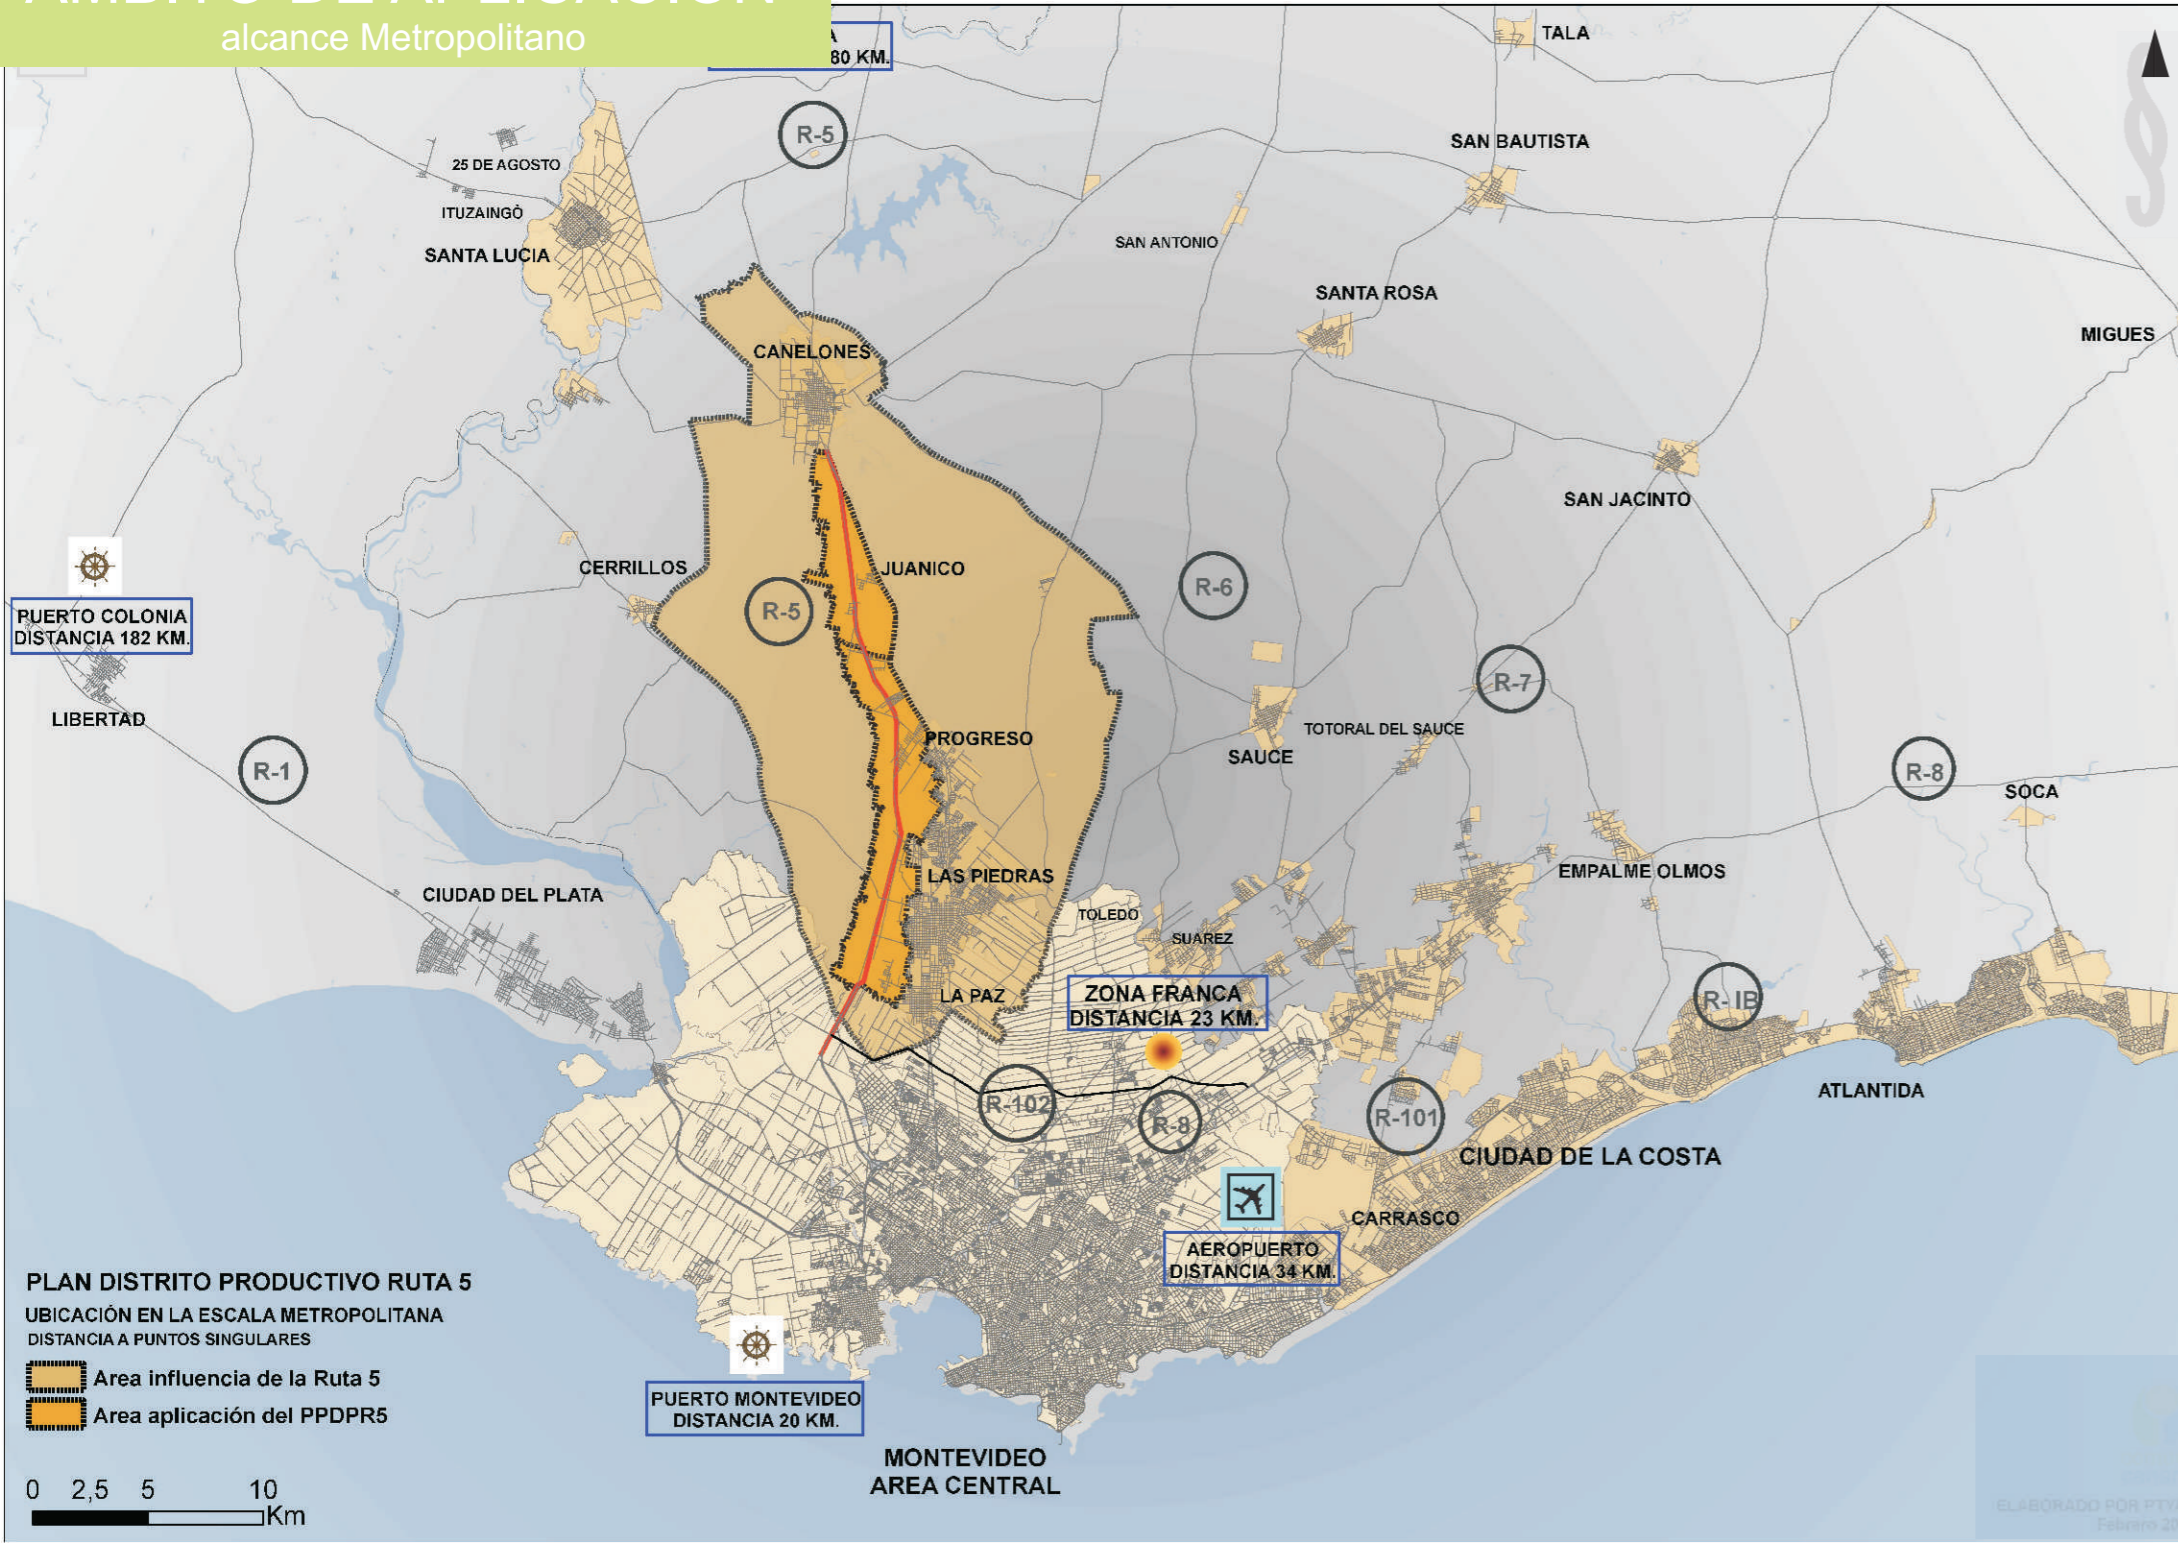 alcance Metropolitano
80 KM.
TALA
R-5
SAN BAUTISTA
25 DE AGOSTO
ITUZAINGÒ
SANTA LUCIA
SAN ANTONIO
SANTA ROSA
MIGUES
CANELONES
SAN JACINTO
CERRILLOS
JUANICO
R-5
R-6
PUERTO COLONIA
DISTANCIA 182 KM.
LIBERTAD
R-1
R-7
PROGRESO
TOTORAL DEL SAUCE
SAUCE
R-8
SOCA
EMPALME OLMOS
CIUDAD DEL PLATA
LAS PIEDRAS
TOLEDO
SUAREZ
LA PAZ
ZONA FRANCA
DISTANCIA 23 KM.
R-IB
ATLANTIDA
R-102
R-8
R-101
CIUDAD DE LA COSTA
CARRASCO
AEROPUERTO
DISTANCIA 34 KM.
PLAN DISTRITO PRODUCTIVO RUTA 5
UBICACIÓN EN LA ESCALA METROPOLITANA
DISTANCIA A PUNTOS SINGULARES
Area influencia de la Ruta 5
Area aplicación del PPDPR5
PUERTO MONTEVIDEO
DISTANCIA 20 KM.
MONTEVIDEO
AREA CENTRAL
0 2,5 5 10
Km
ELABORADO POR
Febrero